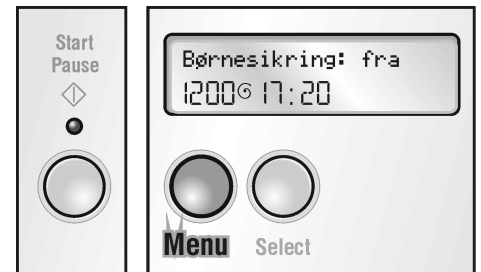 Start
Pause
Børnesikring: fra
1200 17:20
Menu
Select